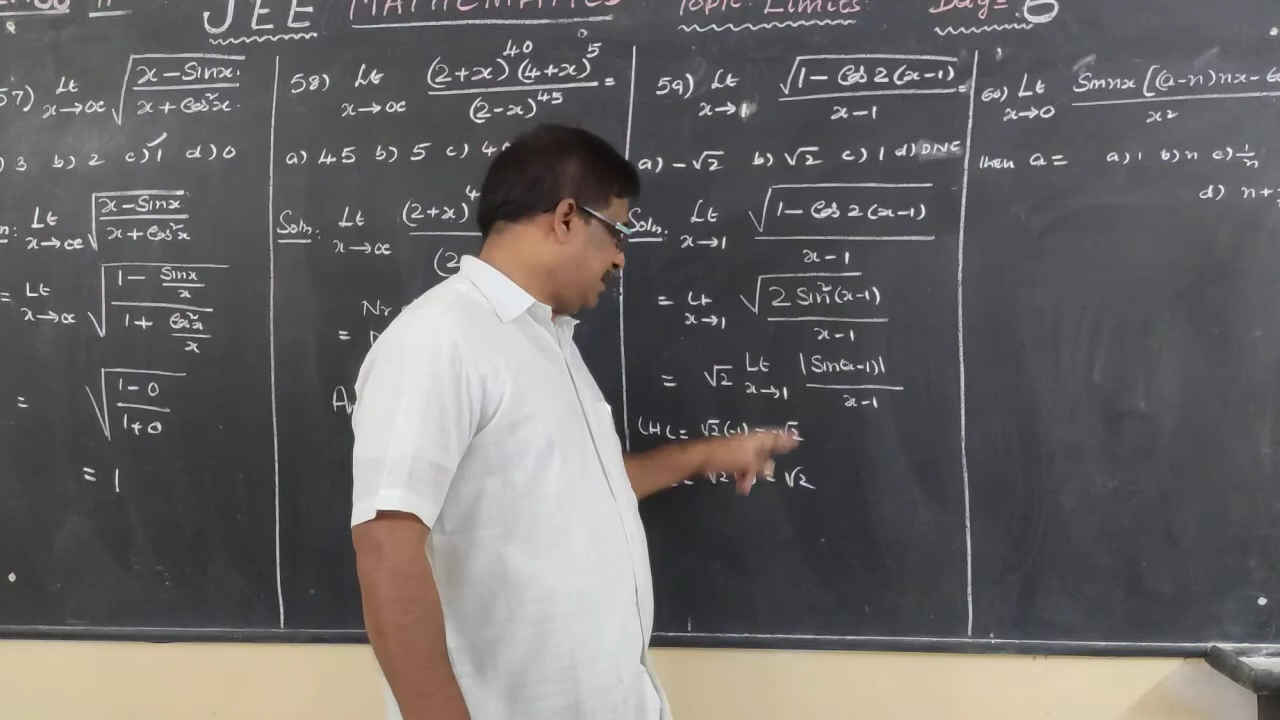 JEE MATHEMATICS Topic Limits Day= 6
57) Lt x→∝ √(x-Sinx / x+Cos²x)
3 b) 2 c) 1 d) 0
Lt x→∝ √(x-Sinx / x+Cos²x)
= Lt x→∝ √(1 - Sinx/x / 1 + Cos²x/x)
= √(1-0 / 1+0)
= 1
58) Lt x→∝ (2+x)⁴⁰ (4+x)⁵ / (2-x)⁴⁵ =
a) 45 b) 5 c)
Soln: Lt x→∝ (2+x)
Nr
=
59) Lt x→1 √(1-Cos2(x-1)) / x-1 =
a) -√2 b) √2 c) 1 d) DNE
Soln: Lt x→1 √(1-Cos2(x-1)) / x-1
= Lt x→1 √(2Sin²(x-1)) / x-1
= √2 Lt x→1 |Sin(x-1)| / x-1
LHL = √2(-1) = -√2
= √2 = √2
60) Lt x→0 Sinnx[(a-n)nx- / x²
then a= a) 1 b) n c) 1/n
d) n+